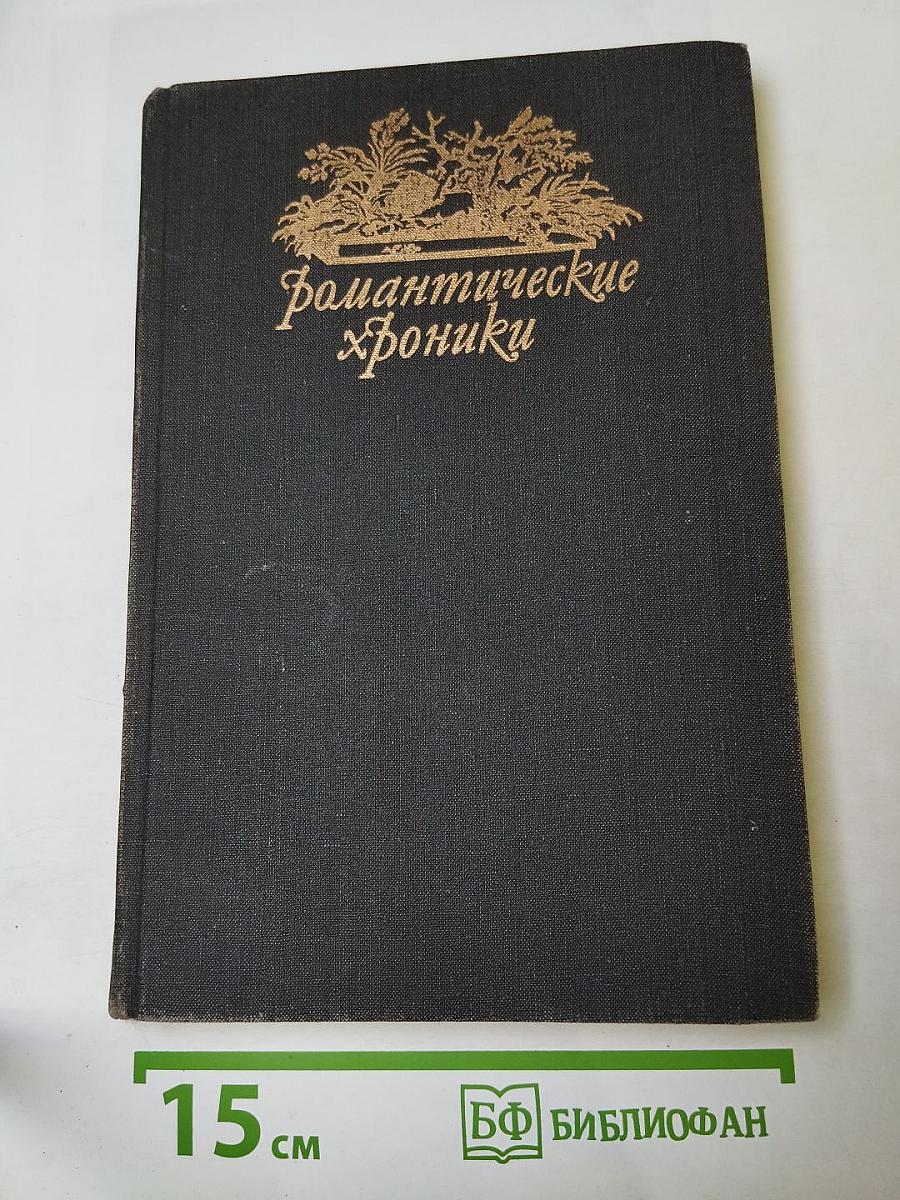 Романтические
хроники
15 см
БФ БИБЛИОФАН